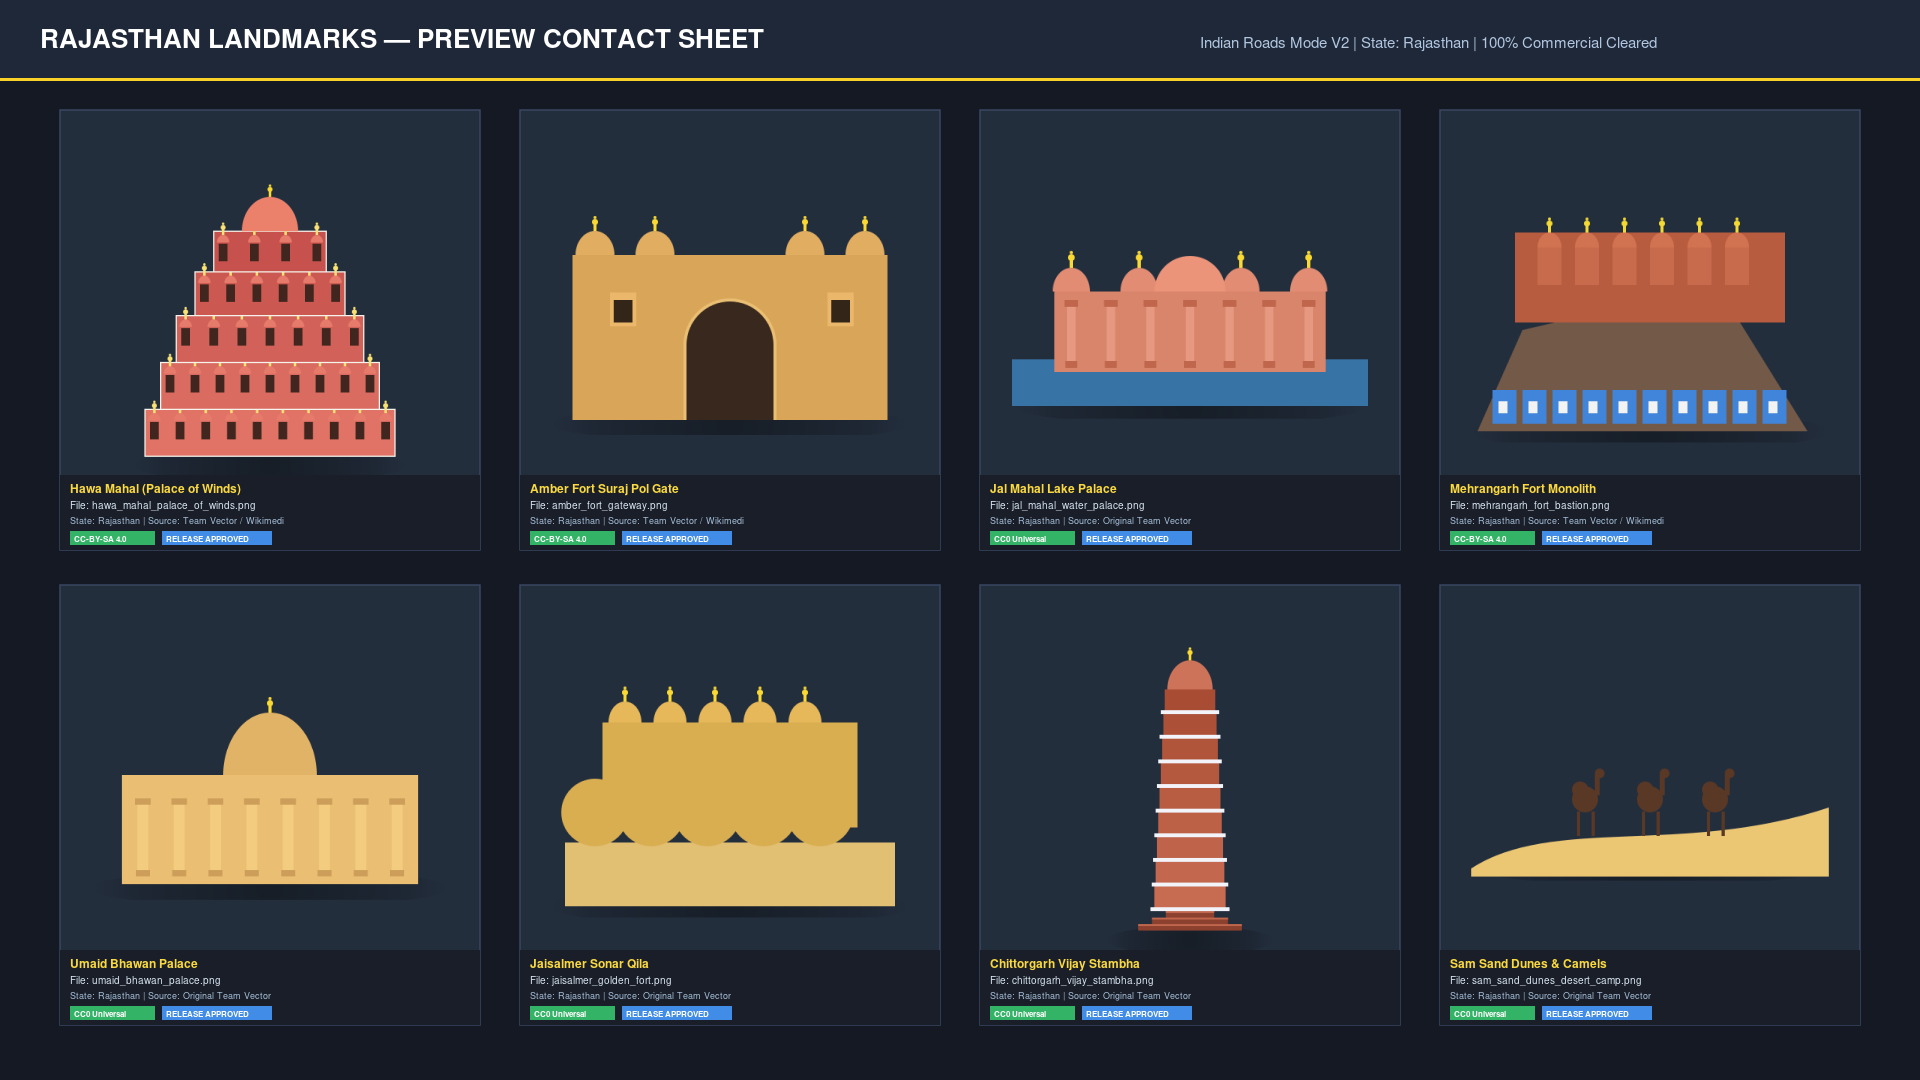 RAJASTHAN LANDMARKS — PREVIEW CONTACT SHEET
Indian Roads Mode V2 | State: Rajasthan | 100% Commercial Cleared
Hawa Mahal (Palace of Winds)
File: hawa_mahal_palace_of_winds.png
State: Rajasthan | Source: Team Vector / Wikimedi
CC-BY-SA 4.0 RELEASE APPROVED
Amber Fort Suraj Pol Gate
File: amber_fort_gateway.png
State: Rajasthan | Source: Team Vector / Wikimedi
CC-BY-SA 4.0 RELEASE APPROVED
Jal Mahal Lake Palace
File: jal_mahal_water_palace.png
State: Rajasthan | Source: Original Team Vector
CC0 Universal RELEASE APPROVED
Mehrangarh Fort Monolith
File: mehrangarh_fort_bastion.png
State: Rajasthan | Source: Team Vector / Wikimedi
CC-BY-SA 4.0 RELEASE APPROVED
Umaid Bhawan Palace
File: umaid_bhawan_palace.png
State: Rajasthan | Source: Original Team Vector
CC0 Universal RELEASE APPROVED
Jaisalmer Sonar Qila
File: jaisalmer_golden_fort.png
State: Rajasthan | Source: Original Team Vector
CC0 Universal RELEASE APPROVED
Chittorgarh Vijay Stambha
File: chittorgarh_vijay_stambha.png
State: Rajasthan | Source: Original Team Vector
CC0 Universal RELEASE APPROVED
Sam Sand Dunes & Camels
File: sam_sand_dunes_desert_camp.png
State: Rajasthan | Source: Original Team Vector
CC0 Universal RELEASE APPROVED